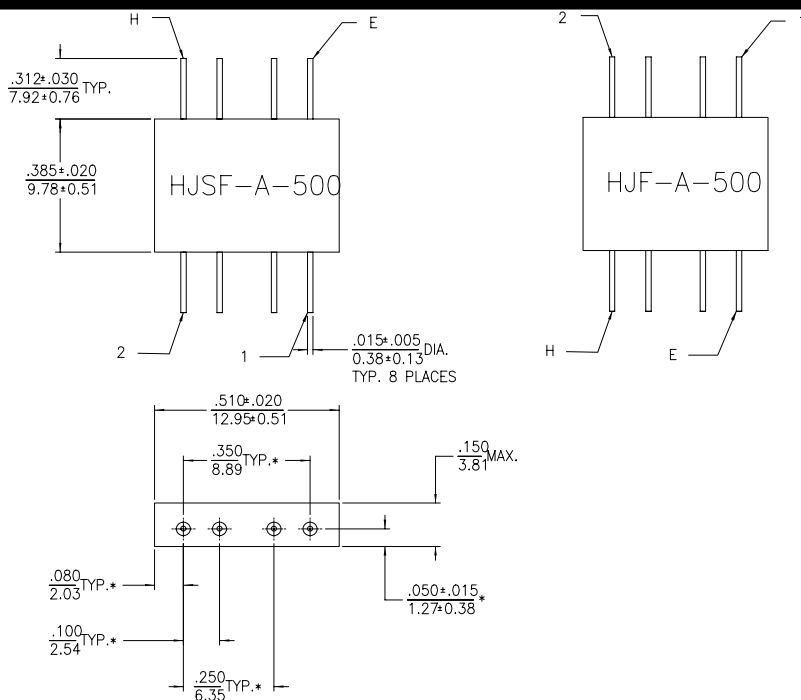 H
E
.312±.030
7.92±0.76
TYP.
.385±.020
9.78±0.51
HJSF-A-500
2
1
.015±.005
0.38±0.13
DIA.
TYP. 8 PLACES
2
HJF-A-500
H
E
.510±.020
12.95±0.51
.350
8.89
TYP.*
.150
3.81
MAX.
.080
2.03
TYP.*
.050±.015
1.27±0.38
*
.100
2.54
TYP.*
.250
6.35
TYP.*